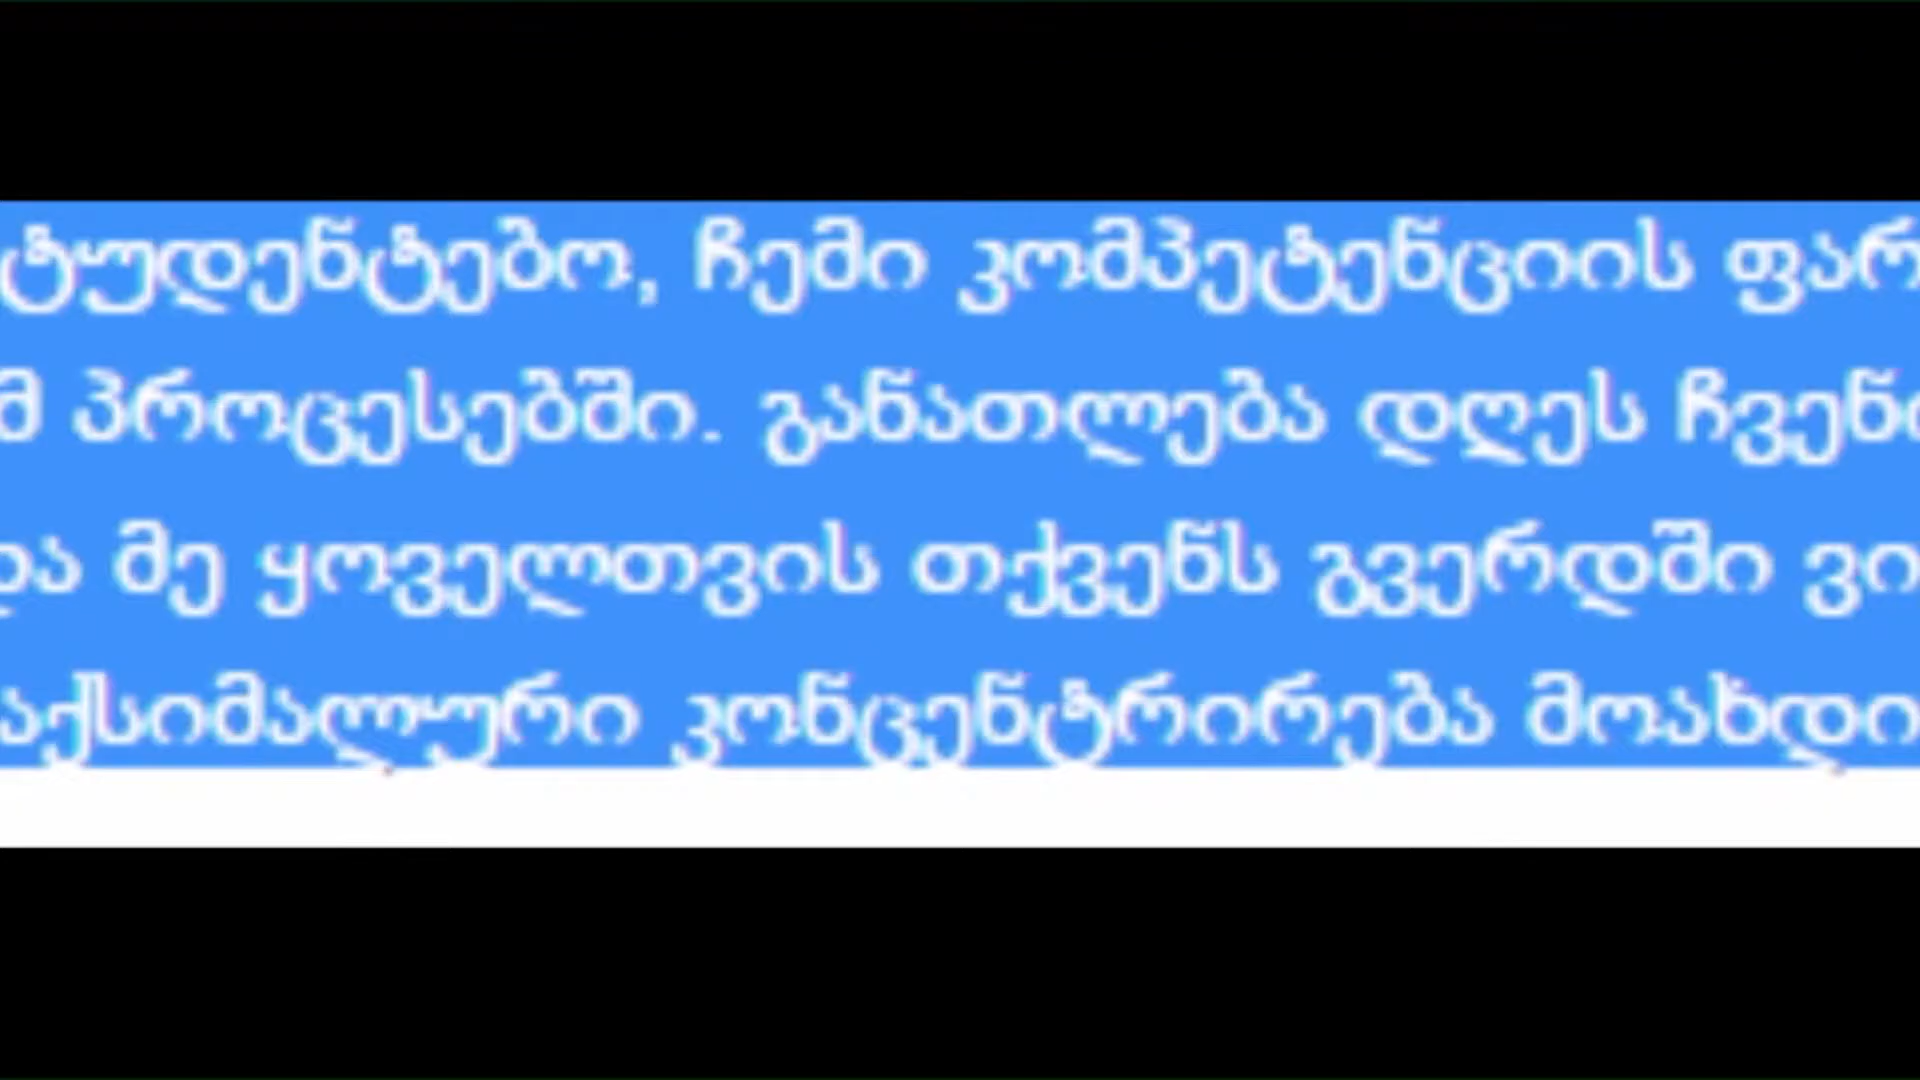 ტუდენტებო, ჩემი კომპეტენციის ფარ
მ პროცესებში. განათლება დღეს ჩვენ
და მე ყოველთვის თქვენს გვერდში ვი
აქსიმალური კონცენტრირება მოახდი